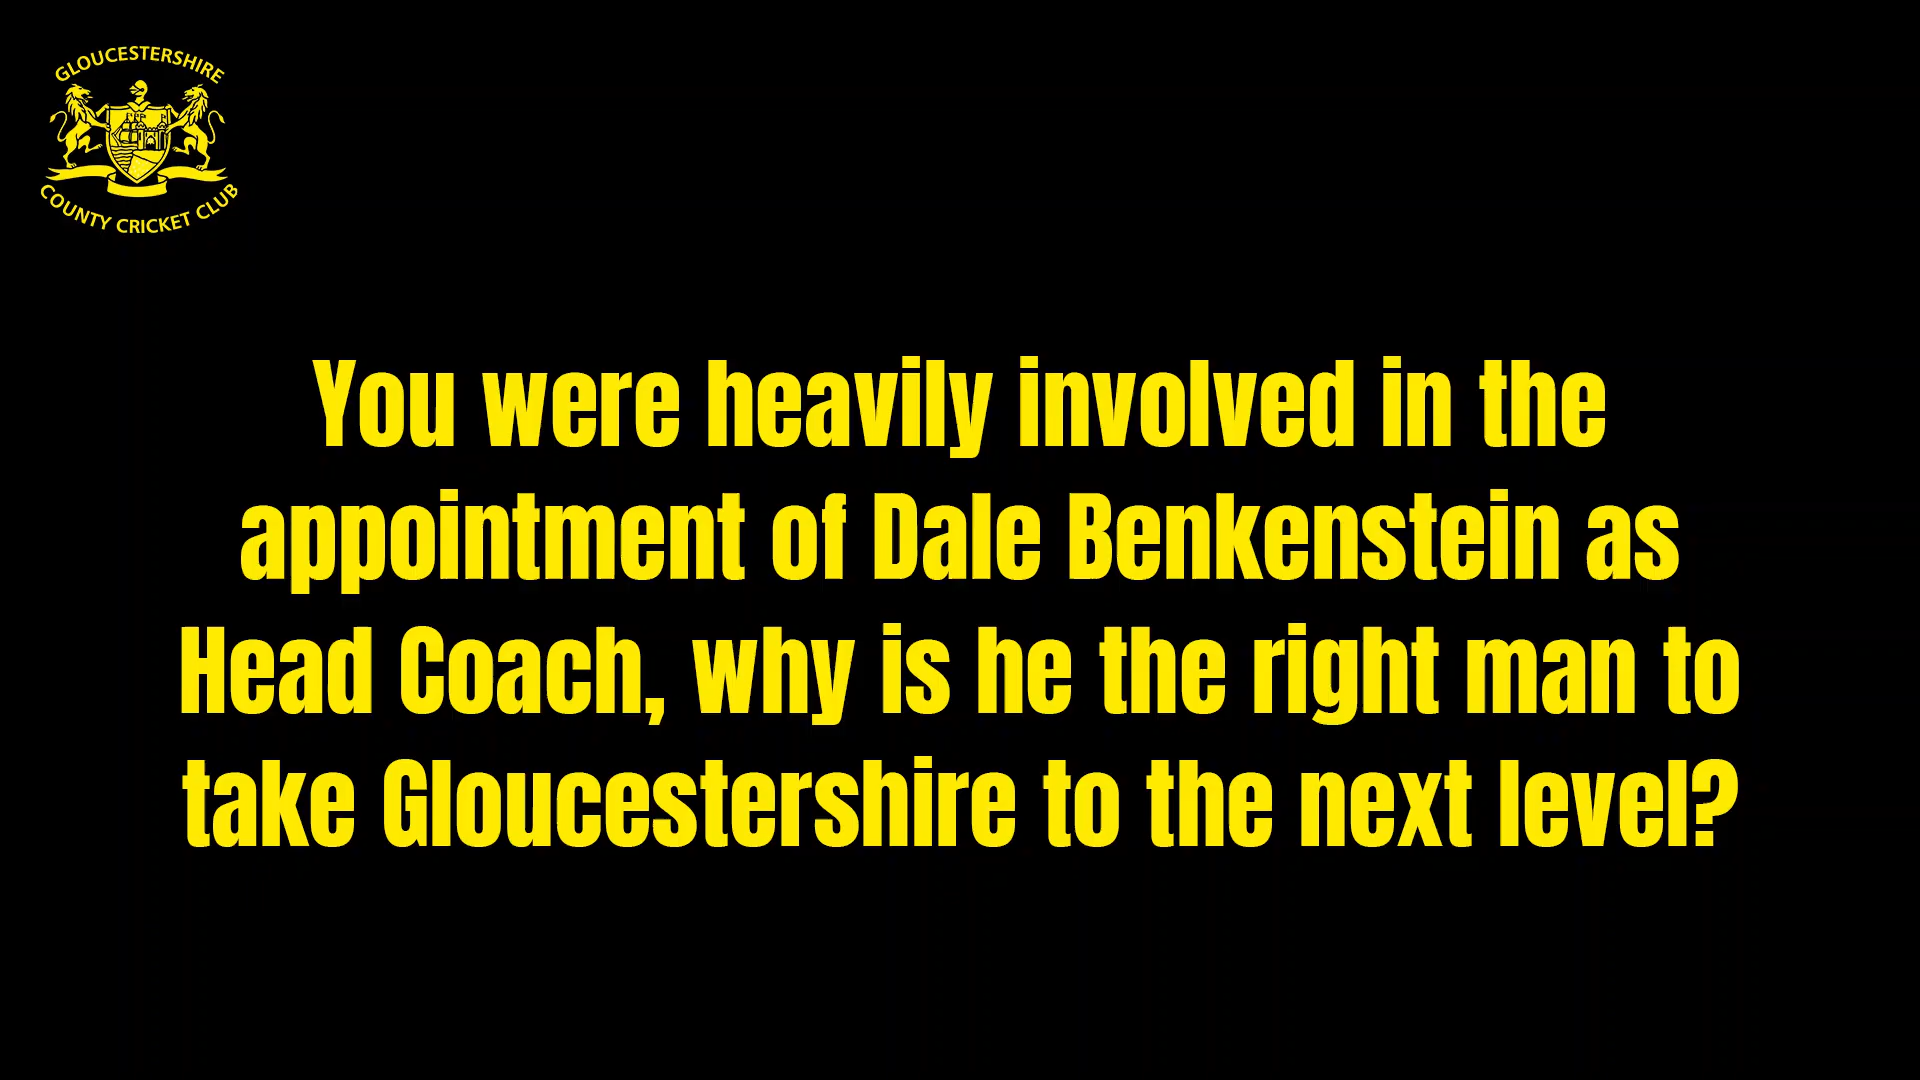 GLOUCESTERSHIRE
COUNTY CRICKET CLUB
You were heavily involved in the
appointment of Dale Benkenstein as
Head Coach, why is he the right man to
take Gloucestershire to the next level?